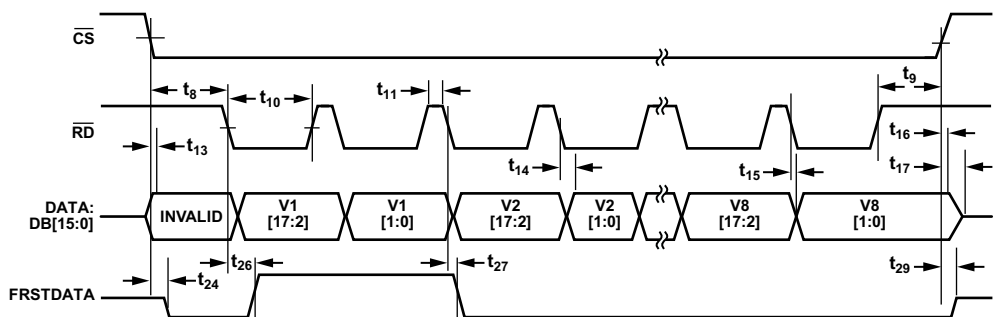 CS
t8
t10
t11
t9
RD
t13
t14
t15
t16
t17
DATA:
DB[15:0]
INVALID
V1
[17:2]
V1
[1:0]
V2
[17:2]
V2
[1:0]
V8
[17:2]
V8
[1:0]
t24
t26
t27
t29
FRSTDATA